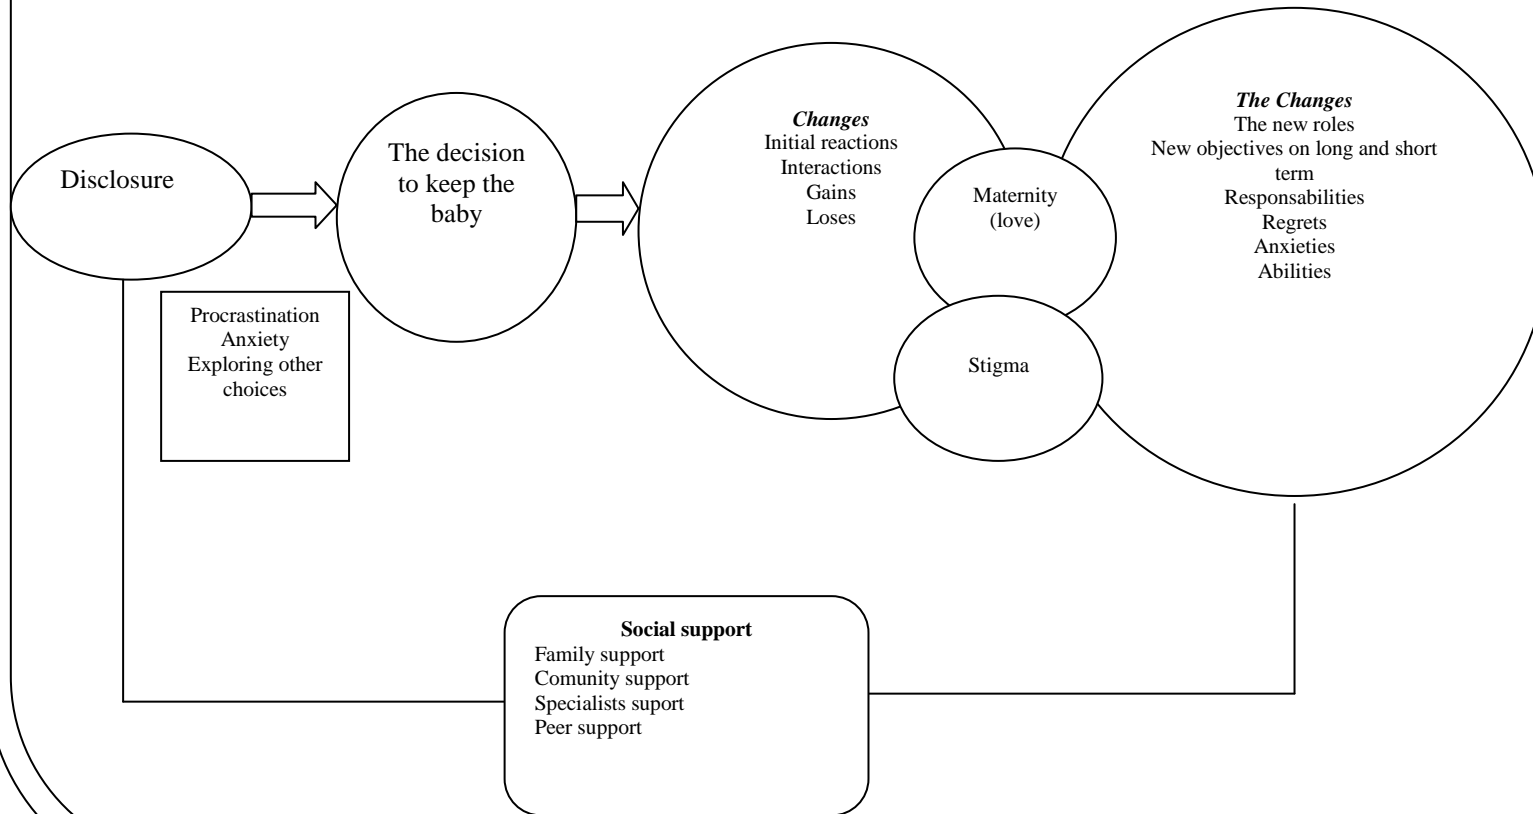 Disclosure
Procrastination
Anxiety
Exploring other
choices
The decision
to keep the
baby
Changes
Initial reactions
Interactions
Gains
Loses
Maternity
(love)
Stigma
The Changes
The new roles
New objectives on long and short
term
Responsabilities
Regrets
Anxieties
Abilities
Social support
Family support
Comunity support
Specialists suport
Peer support